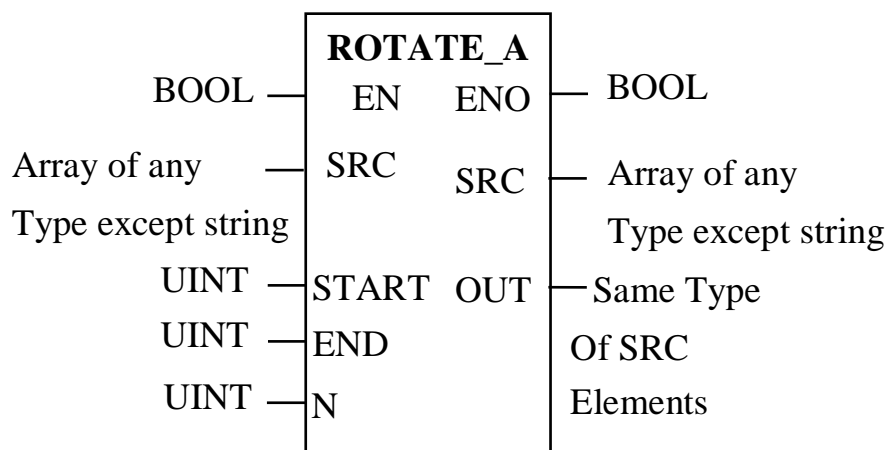 ROTATE_A
BOOL EN ENO BOOL
Array of any SRC SRC Array of any
Type except string Type except string
UINT START OUT Same Type
UINT END Of SRC
UINT N Elements